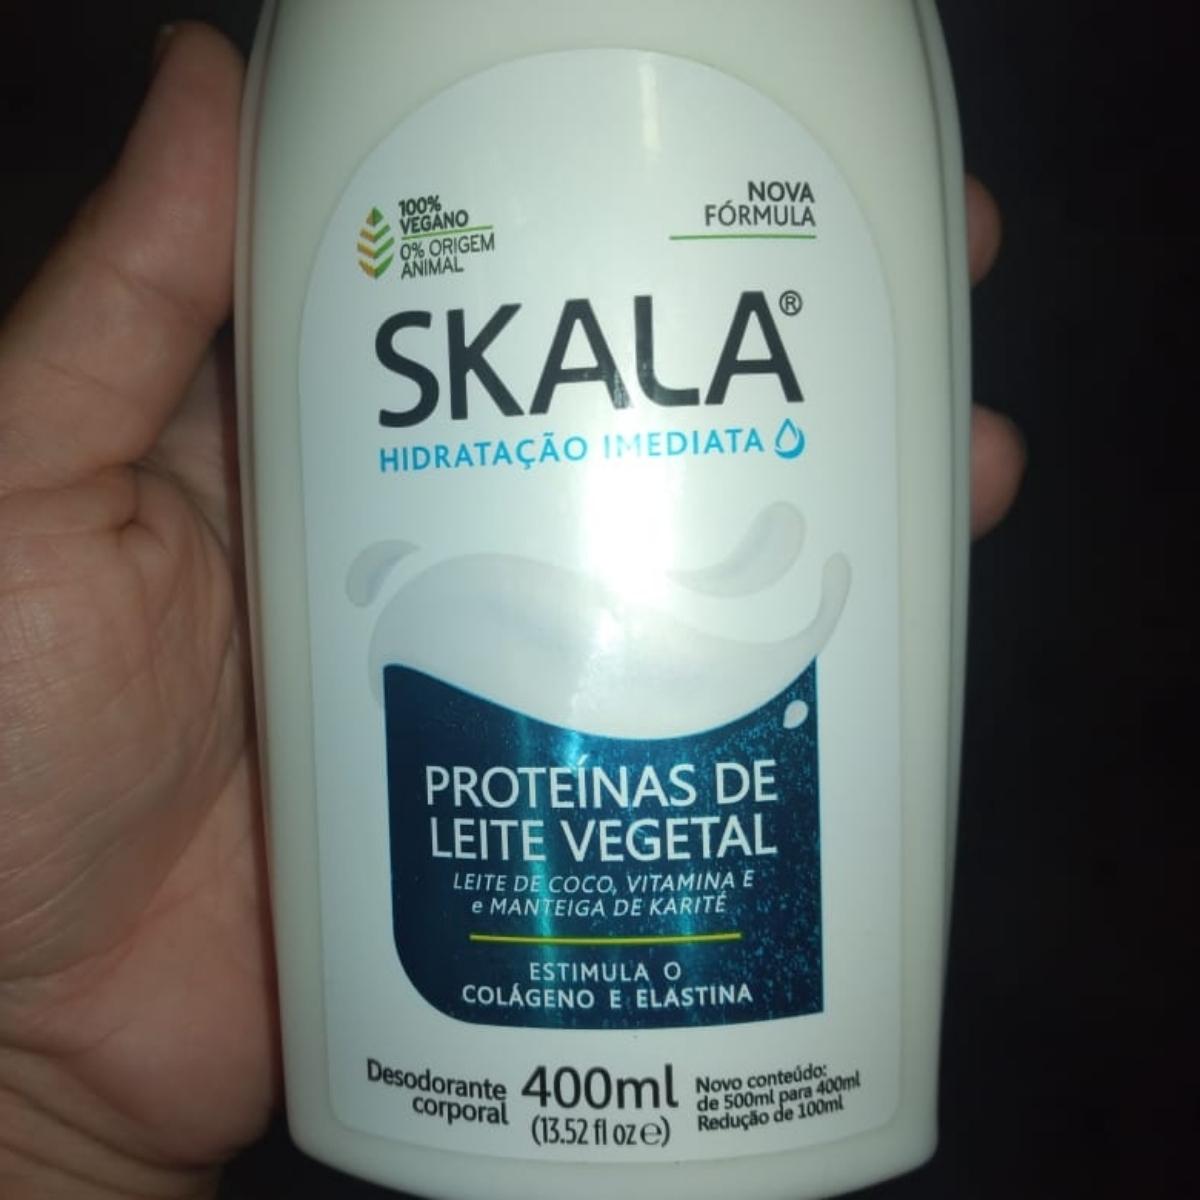 100%
VEGANO
0% ORIGEM
ANIMAL
NOVA
FÓRMULA
SKALA®
HIDRATAÇÃO IMEDIATA
PROTEÍNAS DE
LEITE VEGETAL
LEITE DE COCO, VITAMINA E
e MANTEIGA DE KARITÉ
ESTIMULA O
COLÁGENO E ELASTINA
Desodorante
corporal
400ml
(13.52 fl oz ℮)
Novo conteúdo:
de 500ml para 400ml
Redução de 100ml